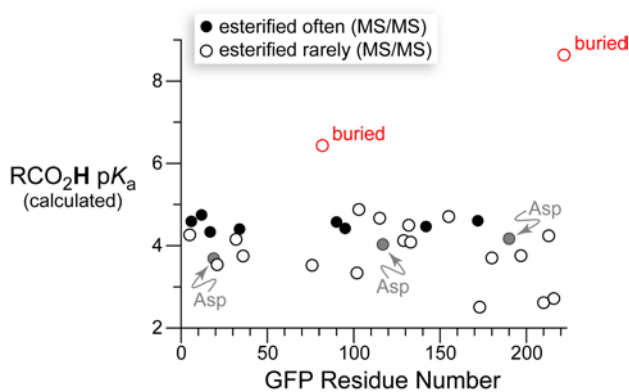 esterified often (MS/MS)
esterified rarely (MS/MS)
buried
buried
8
6
4
2
RCO₂H pKₐ
(calculated)
Asp
Asp
Asp
0
50
100
150
200
GFP Residue Number